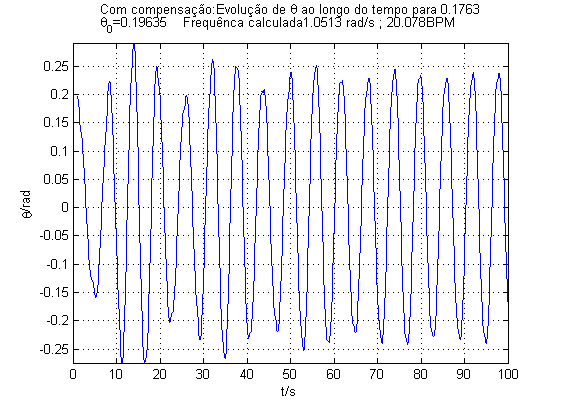 Com compensação:Evolução de θ ao longo do tempo para 0.1763
θ0=0.19635 Frequênca calculada1.0513 rad/s ; 20.078BPM
θ/rad
0.25
0.2
0.15
0.1
0.05
0
-0.05
-0.1
-0.15
-0.2
-0.25
0 10 20 30 40 50 60 70 80 90 100
t/s